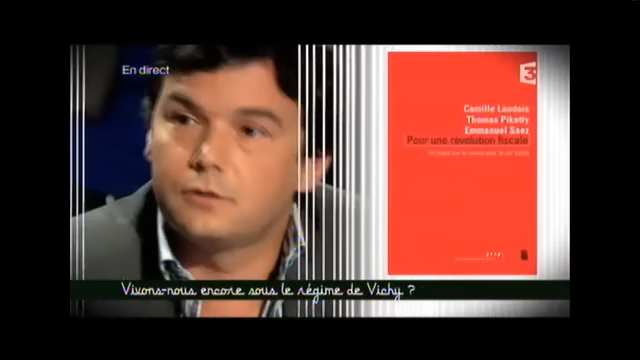 En direct
3
Camille Landais
Thomas Piketty
Emmanuel Saez
Pour une révolution fiscale
Vivons-nous encore sous le régime de Vichy ?